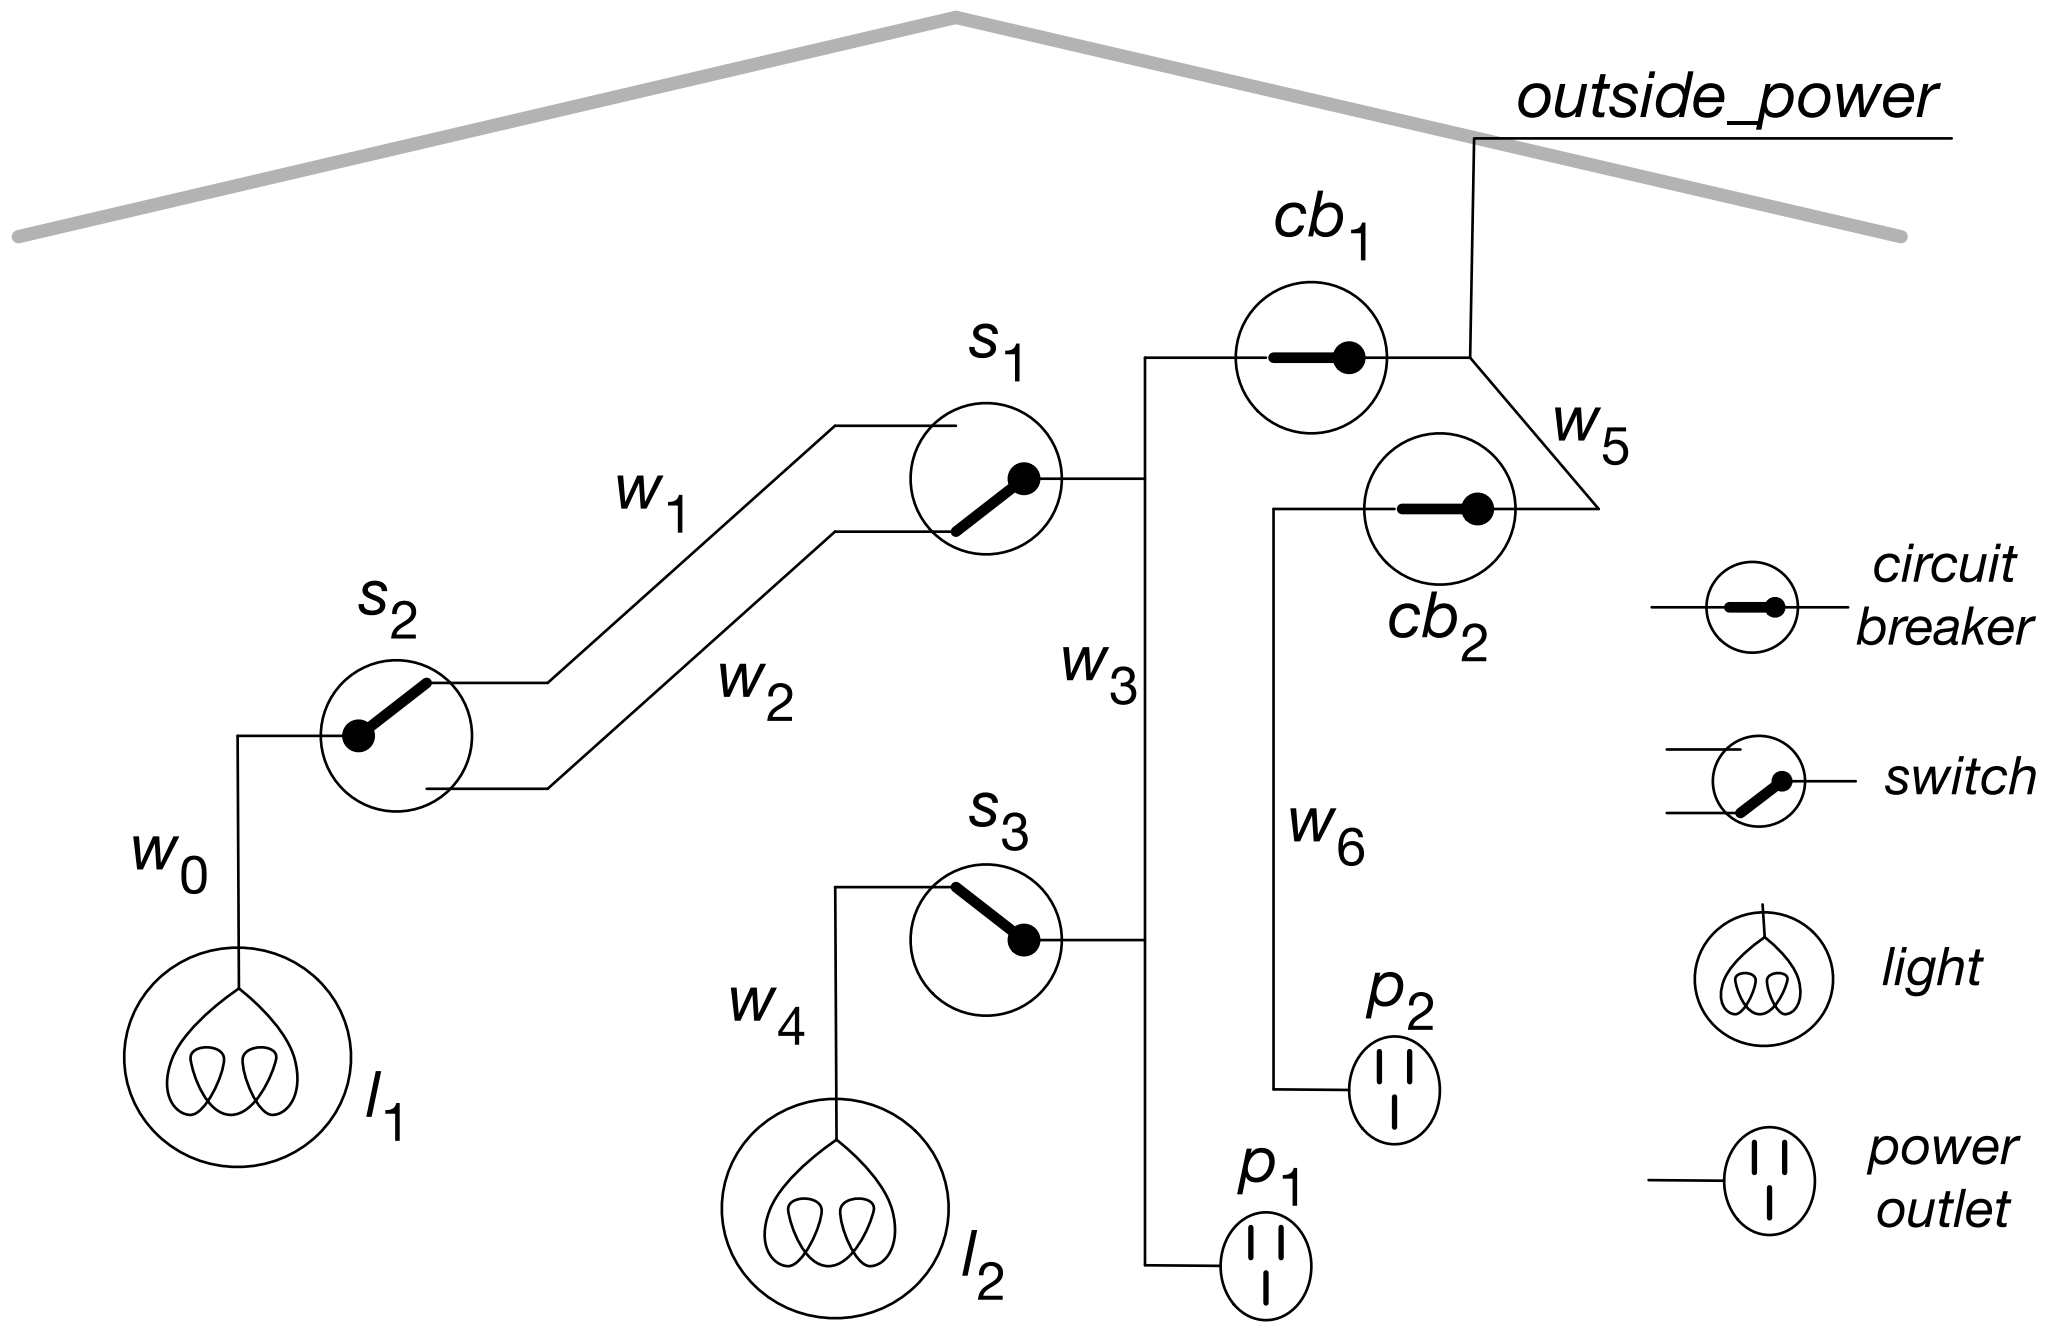 outside_power
cb₁
s₁
w₅
w₁
circuit
breaker
s₂
cb₂
w₃
w₂
switch
s₃
w₆
w₀
light
p₂
w₄
l₁
p₁
power
outlet
l₂